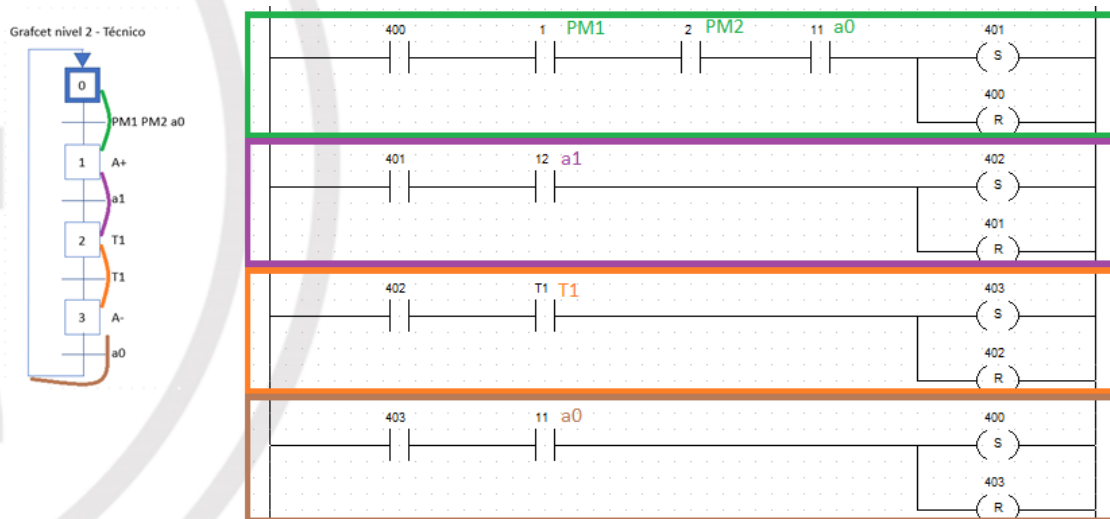 Grafcet nivel 2 - Técnico
0
PM1 PM2 a0
1 A+
a1
2 T1
T1
3 A-
a0
400 1 PM1 2 PM2 11 a0 401
S
400
R
401 12 a1 402
S
401
R
402 T1 T1 403
S
402
R
403 11 a0 400
S
403
R